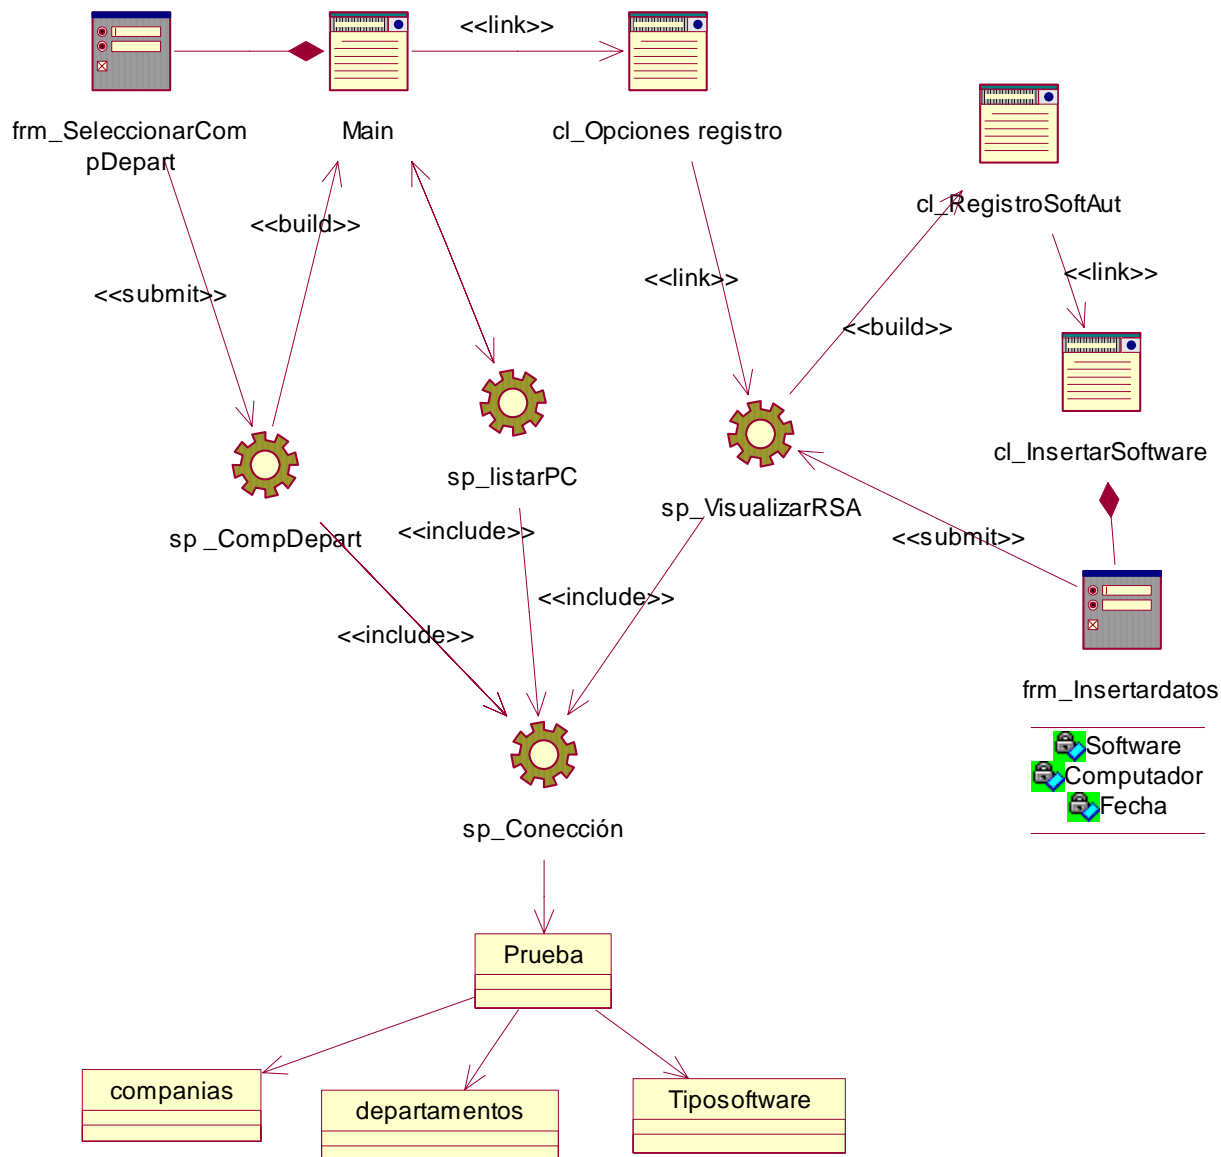 <<link>>
frm_SeleccionarCom
pDepart
Main
cl_Opciones registro
cl_RegistroSoftAut
<<build>>
<<submit>>
<<link>>
<<link>>
<<build>>
cl_InsertarSoftware
sp_listarPC
sp_VisualizarRSA
sp _CompDepart
<<include>>
<<submit>>
<<include>>
<<include>>
frm_Insertardatos
Software
Computador
Fecha
sp_Conección
Prueba
companias
departamentos
Tiposoftware